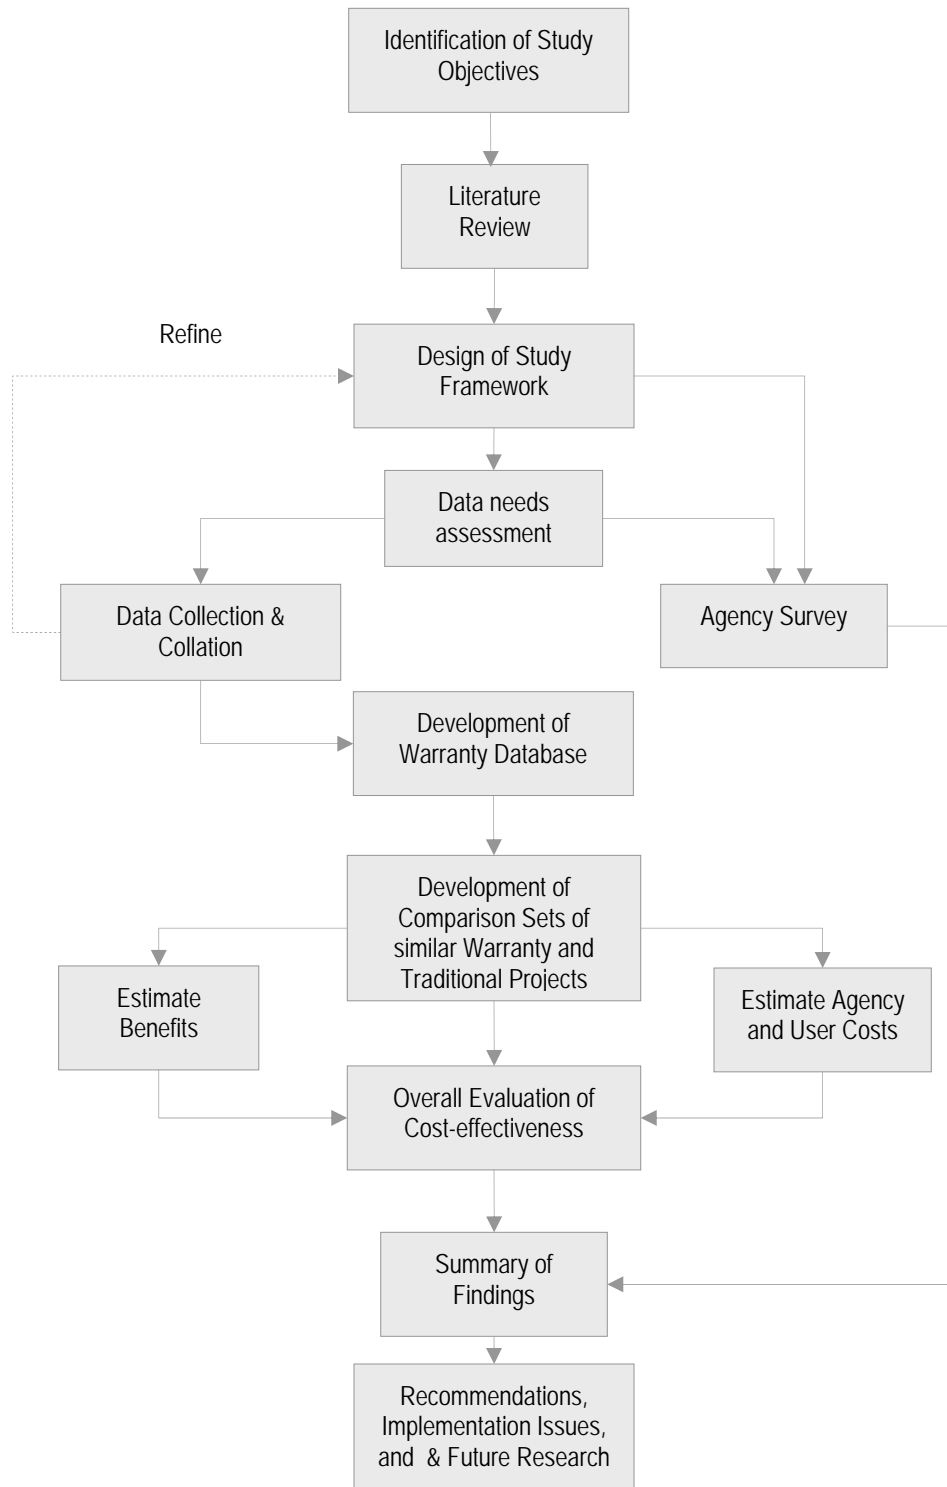 Identification of Study
Objectives
Literature
Review
Refine
Design of Study
Framework
Data needs
assessment
Data Collection &
Collation
Agency Survey
Development of
Warranty Database
Development of
Comparison Sets of
similar Warranty and
Traditional Projects
Estimate
Benefits
Estimate Agency
and User Costs
Overall Evaluation of
Cost-effectiveness
Summary of
Findings
Recommendations,
Implementation Issues,
and & Future Research